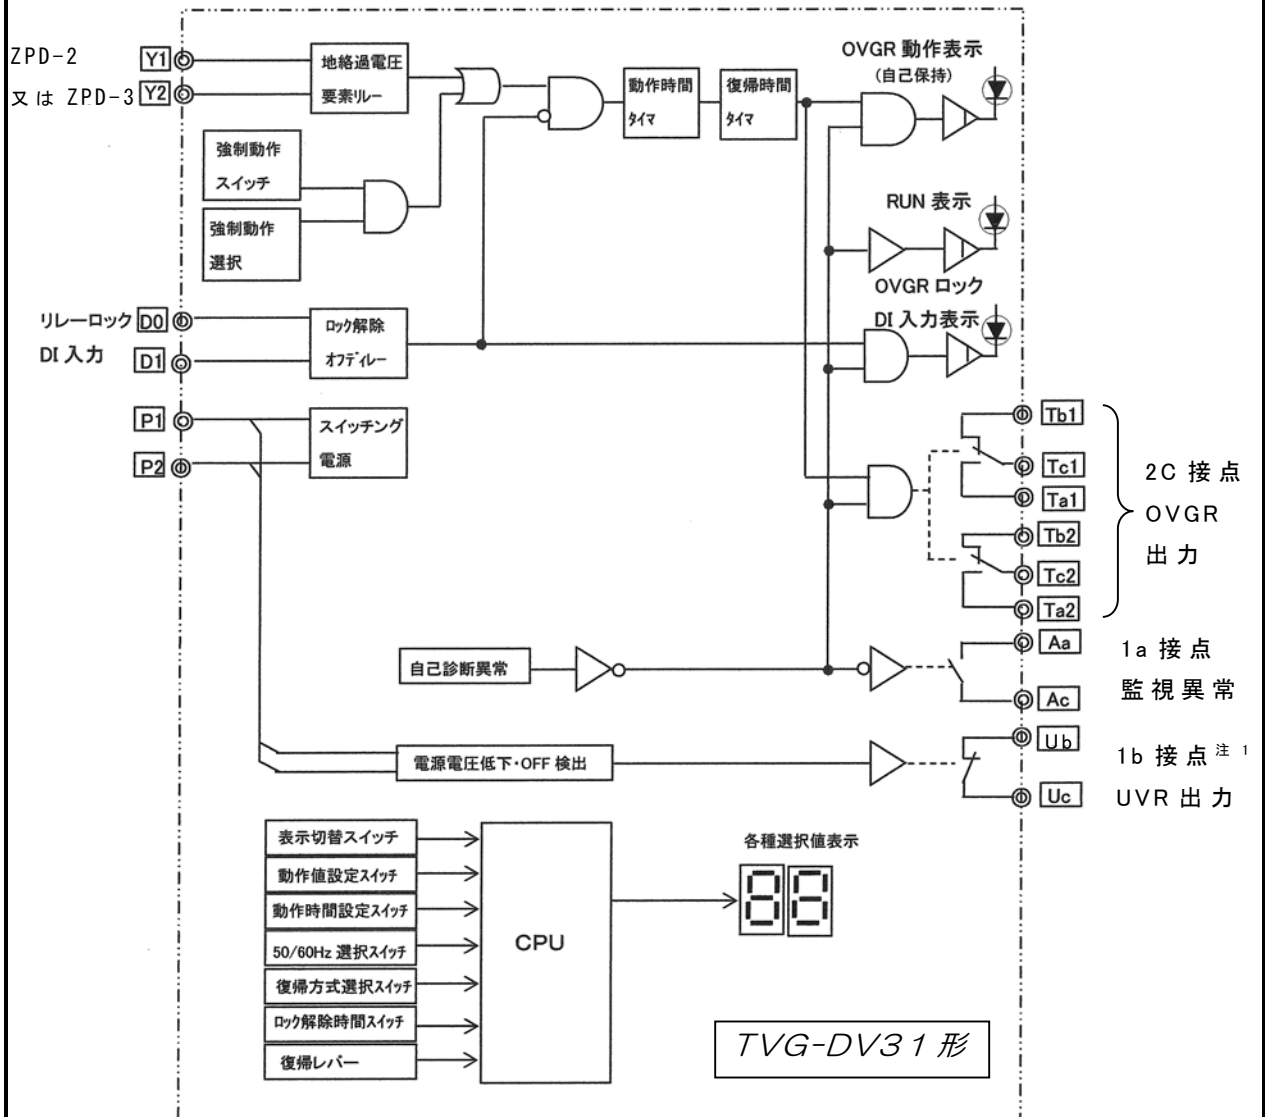 ZPD-2
又は ZPD-3
Y1
Y2
地絡過電圧
要素リレー
強制動作
スイッチ
強制動作
選択
動作時間
タイマ
復帰時間
タイマ
OVGR 動作表示
(自己保持)
RUN 表示
OVGR ロック
DI 入力表示
リレーロック
DI 入力
D0
D1
ロック解除
オフディレー
P1
P2
スイッチング
電源
Tb1
Tc1
Ta1
Tb2
Tc2
Ta2
2C 接点
OVGR
出力
自己診断異常
Aa
Ac
1a 接点
監視異常
電源電圧低下・OFF 検出
Ub
Uc
1b 接点 注 1
UVR 出力
表示切替スイッチ
動作値設定スイッチ
動作時間設定スイッチ
50/60Hz 選択スイッチ
復帰方式選択スイッチ
ロック解除時間スイッチ
復帰レバー
CPU
各種選択値表示
88
TVG-DV31形